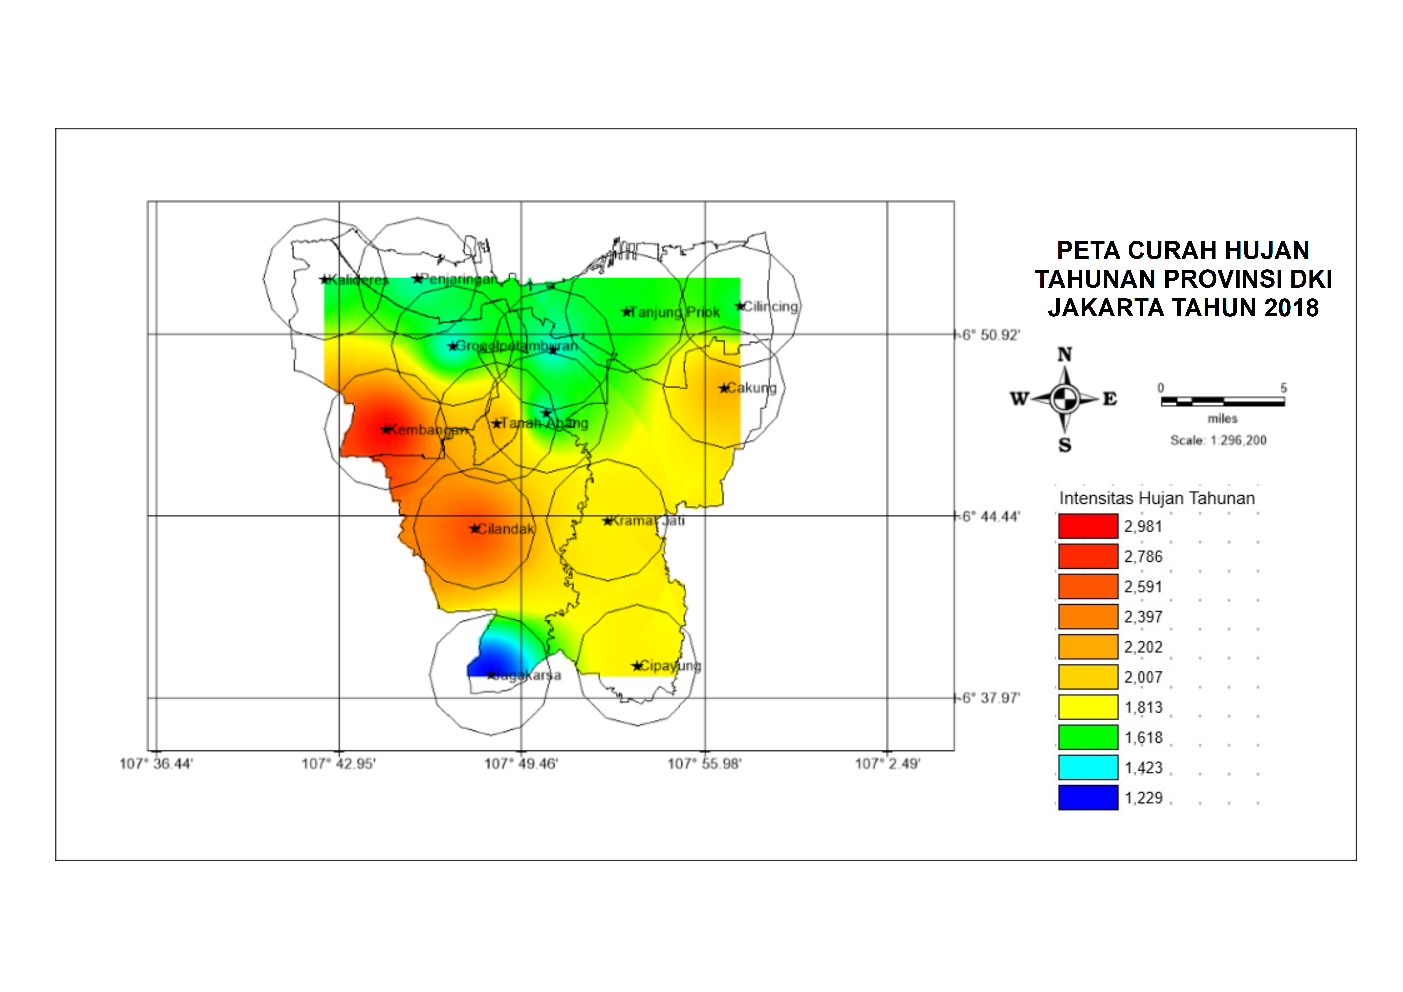 PETA CURAH HUJAN
TAHUNAN PROVINSI DKI
JAKARTA TAHUN 2018
Kalideres
Penjaringan
Tanjung Priok
Cilincing
Grogolpetamburan
Cakung
Kembangan
Tanah Abang
Cilandak
Kramat Jati
Cipayung
Jagakarsa
-6° 50.92'
-6° 44.44'
-6° 37.97'
107° 36.44'
107° 42.95'
107° 49.46'
107° 55.98'
107° 2.49'
N
W
E
S
0
5
miles
Scale: 1:296,200
Intensitas Hujan Tahunan
2,981
2,786
2,591
2,397
2,202
2,007
1,813
1,618
1,423
1,229